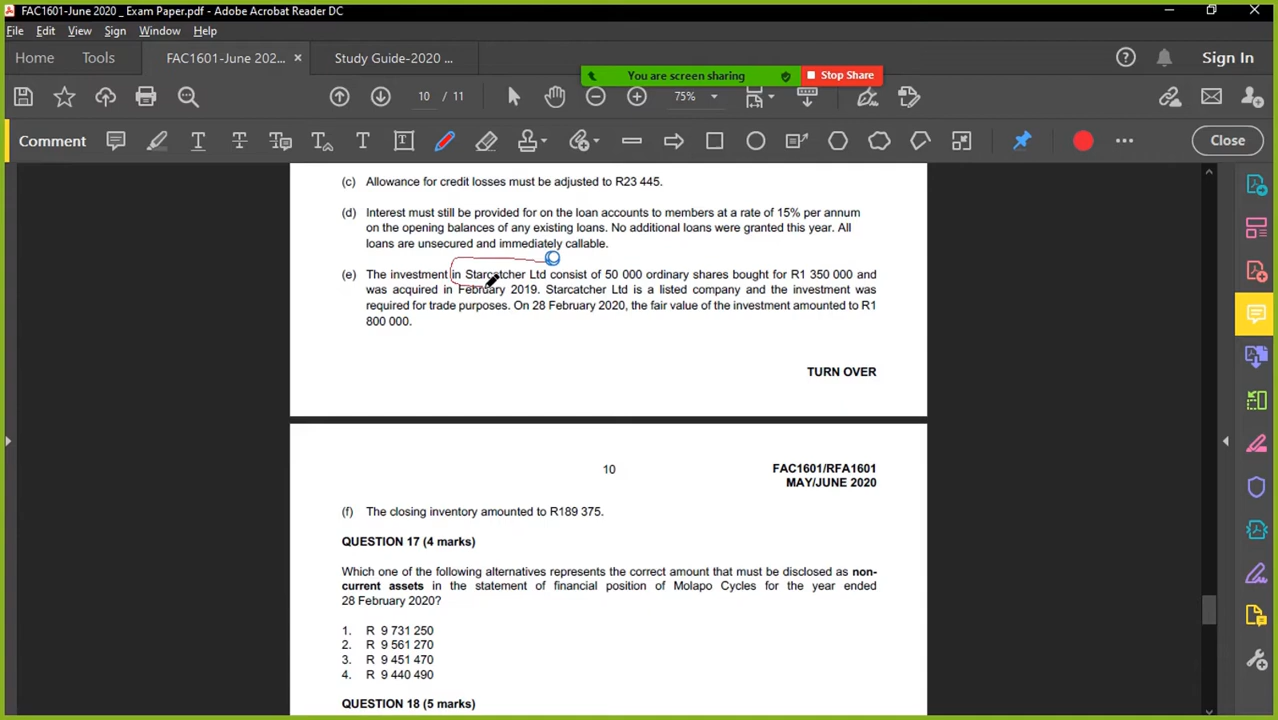 FAC1601-June 2020 _ Exam Paper.pdf - Adobe Acrobat Reader DC
File Edit View Sign Window Help
Home Tools FAC1601-June 202... × Study Guide-2020 ... Sign In
You are screen sharing Stop Share
10 / 11 75%
Comment Close
(c) Allowance for credit losses must be adjusted to R23 445.
(d) Interest must still be provided for on the loan accounts to members at a rate of 15% per annum
on the opening balances of any existing loans. No additional loans were granted this year. All
loans are unsecured and immediately callable.
(e) The investment in Starcatcher Ltd consist of 50 000 ordinary shares bought for R1 350 000 and
was acquired in February 2019. Starcatcher Ltd is a listed company and the investment was
required for trade purposes. On 28 February 2020, the fair value of the investment amounted to R1
800 000.
TURN OVER
10 FAC1601/RFA1601
MAY/JUNE 2020
(f) The closing inventory amounted to R189 375.
QUESTION 17 (4 marks)
Which one of the following alternatives represents the correct amount that must be disclosed as non-
current assets in the statement of financial position of Molapo Cycles for the year ended
28 February 2020?
1. R 9 731 250
2. R 9 561 270
3. R 9 451 470
4. R 9 440 490
QUESTION 18 (5 marks)